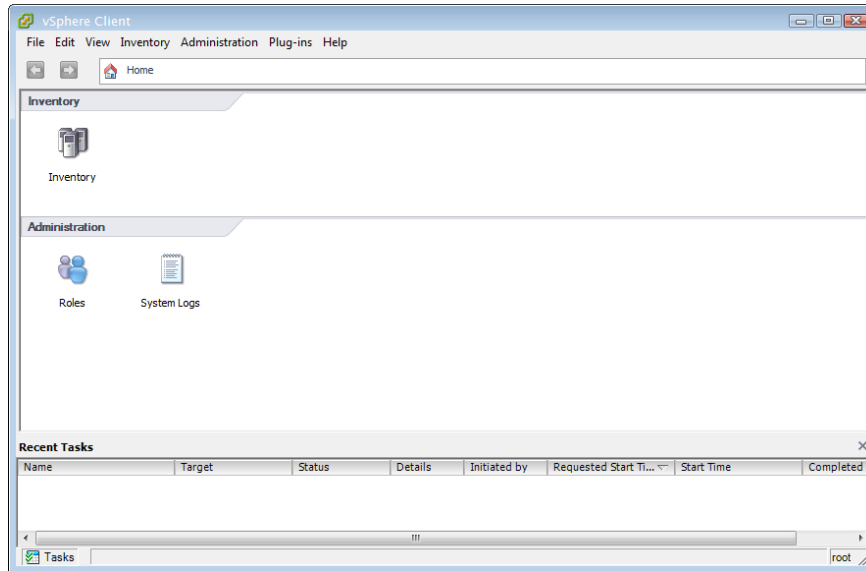 vSphere Client
File Edit View Inventory Administration Plug-ins Help
Home
Inventory
Inventory
Administration
Roles System Logs
Recent Tasks
Name Target Status Details Initiated by Requested Start Ti... Start Time Completed
Tasks root